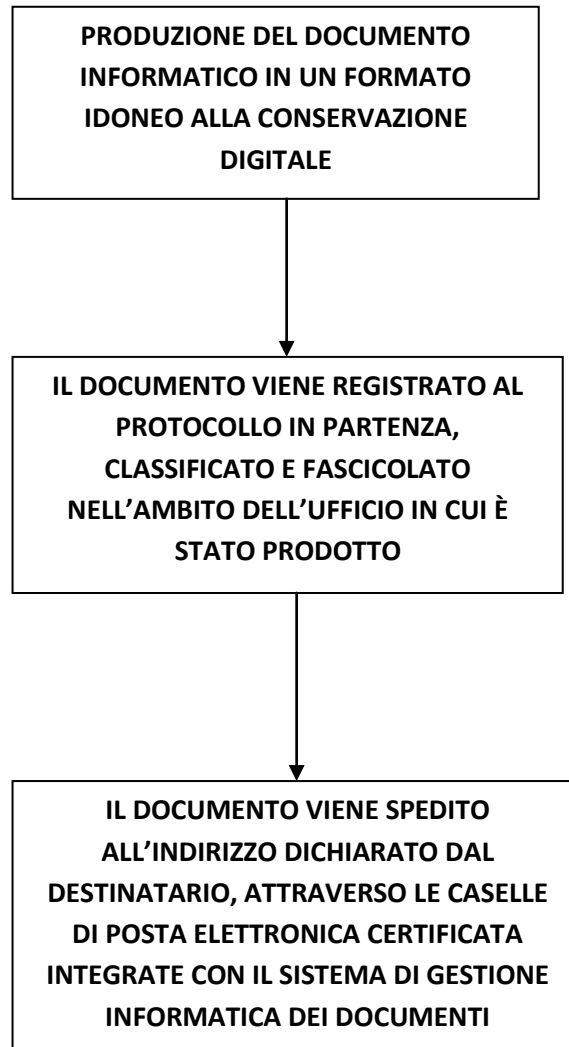 PRODUZIONE DEL DOCUMENTO
INFORMATICO IN UN FORMATO
IDONEO ALLA CONSERVAZIONE
DIGITALE
IL DOCUMENTO VIENE REGISTRATO AL
PROTOCOLLO IN PARTENZA,
CLASSIFICATO E FASCICOLATO
NELL’AMBITO DELL’UFFICIO IN CUI È
STATO PRODOTTO
IL DOCUMENTO VIENE SPEDITO
ALL’INDIRIZZO DICHIARATO DAL
DESTINATARIO, ATTRAVERSO LE CASELLE
DI POSTA ELETTRONICA CERTIFICATA
INTEGRATE CON IL SISTEMA DI GESTIONE
INFORMATICA DEI DOCUMENTI